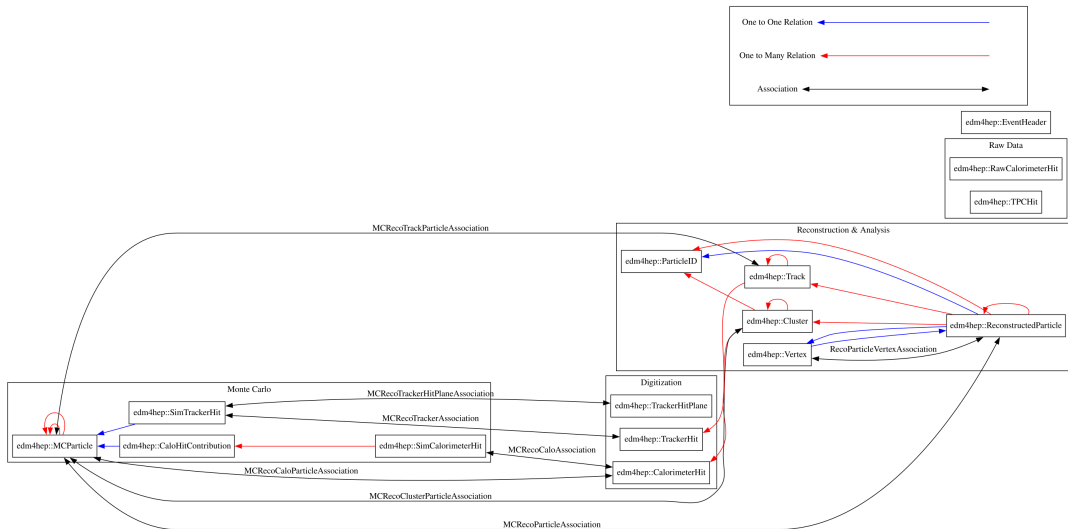 One to One Relation
One to Many Relation
Association
edm4hep::EventHeader
Raw Data
edm4hep::RawCalorimeterHit
edm4hep::TPCHit
MCRecoTrackParticleAssociation
Reconstruction & Analysis
edm4hep::ParticleID
edm4hep::Track
edm4hep::Cluster
edm4hep::ReconstructedParticle
RecoParticleVertexAssociation
edm4hep::Vertex
Monte Carlo
Digitization
MCRecoTrackerHitPlaneAssociation
edm4hep::TrackerHitPlane
edm4hep::SimTrackerHit
MCRecoTrackerAssociation
edm4hep::MCParticle
edm4hep::CaloHitContribution
edm4hep::SimCalorimeterHit
edm4hep::TrackerHit
MCRecoCaloAssociation
MCRecoCaloParticleAssociation
edm4hep::CalorimeterHit
MCRecoClusterParticleAssociation
MCRecoParticleAssociation